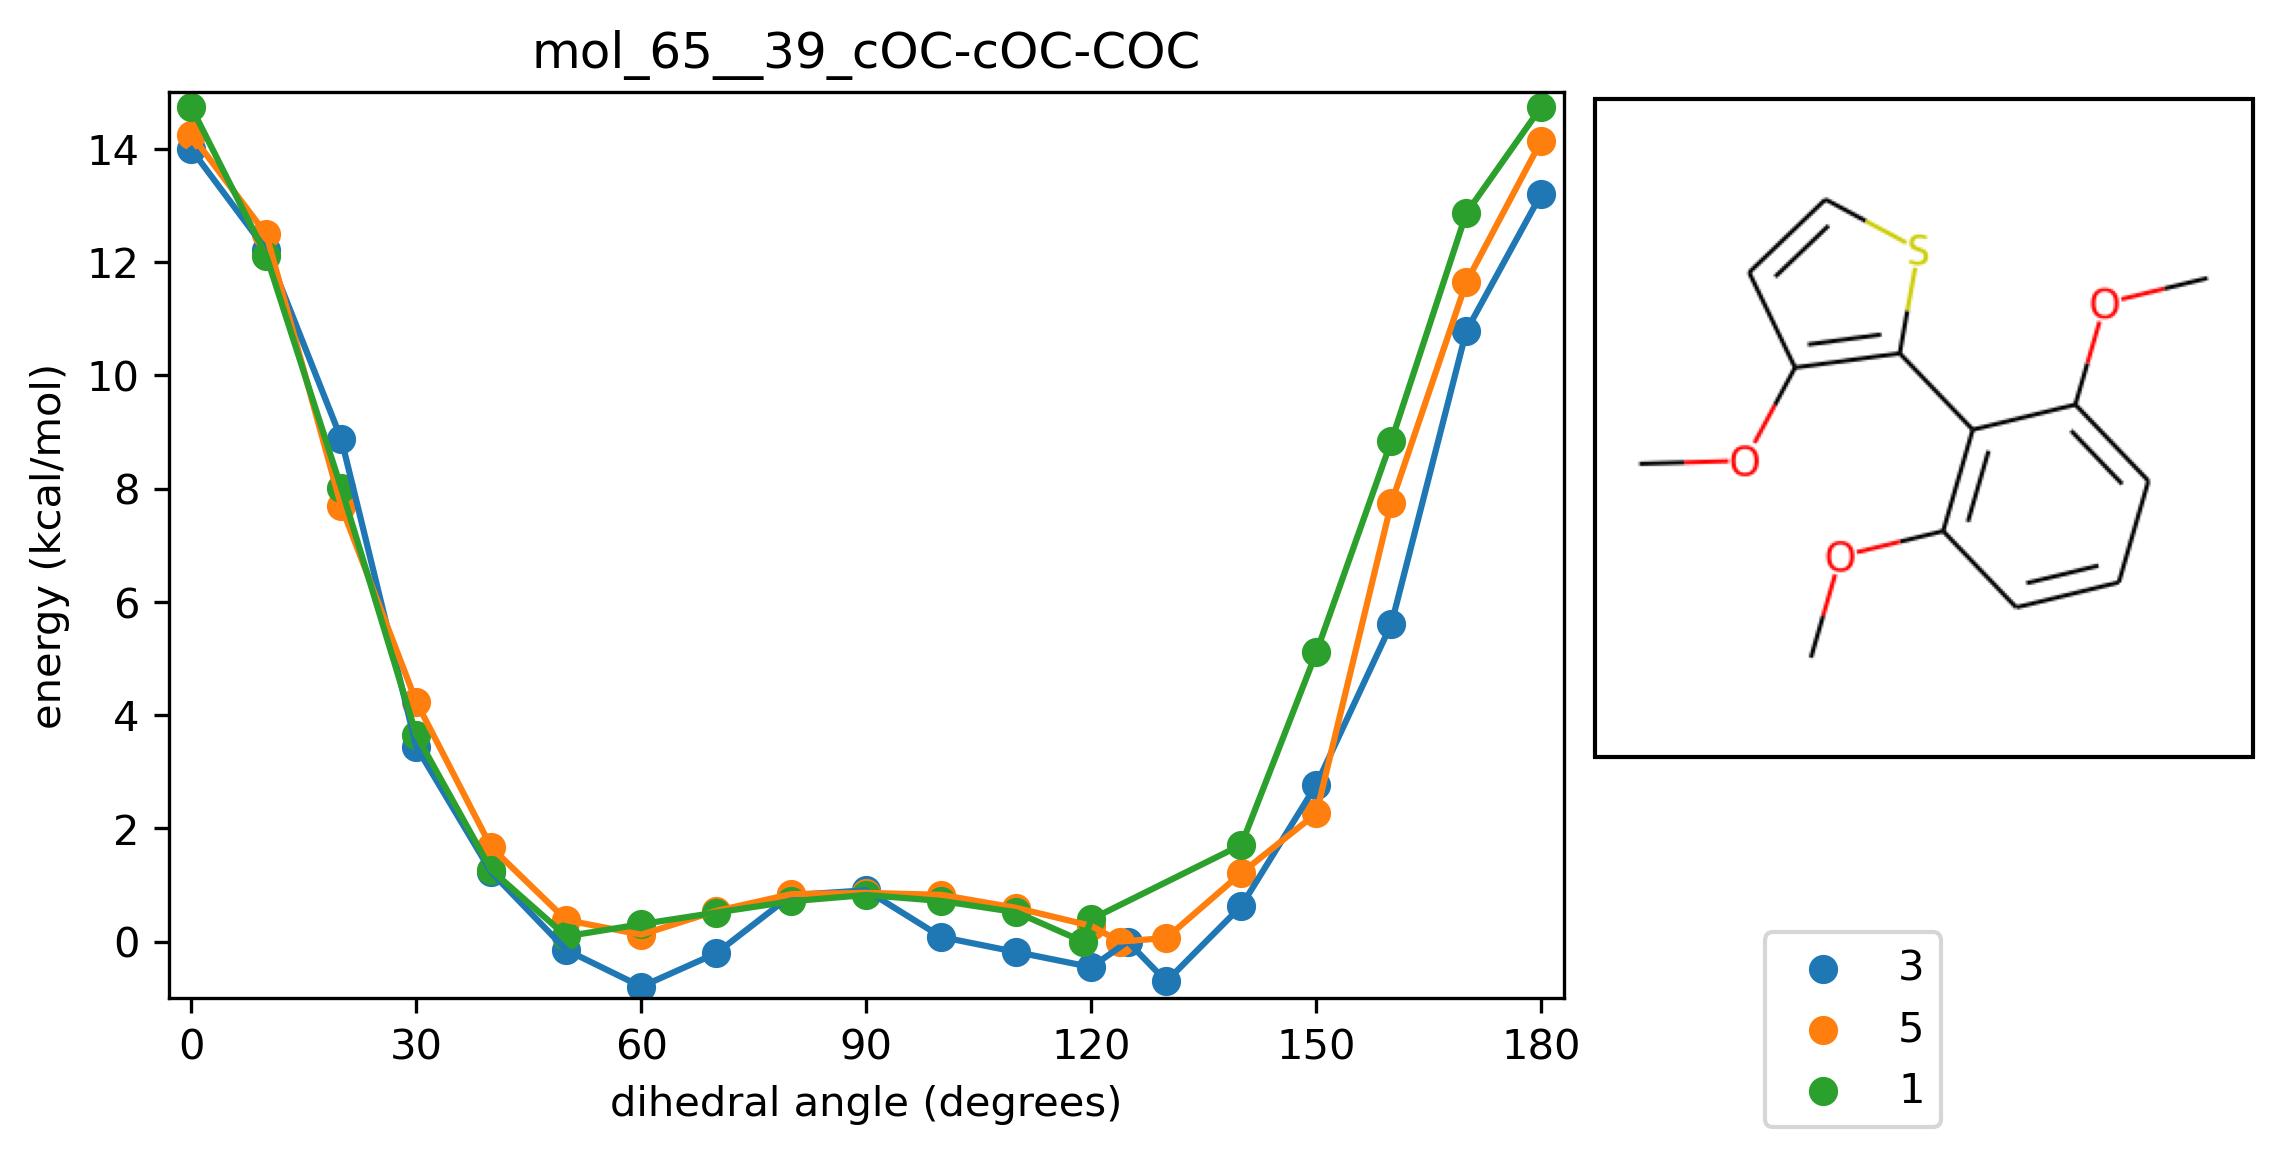 mol_65__39_cOC-cOC-COC
energy (kcal/mol)
14
12
10
8
6
4
2
0
0 30 60 90 120 150 180
dihedral angle (degrees)
S
O
O
O
3
5
1